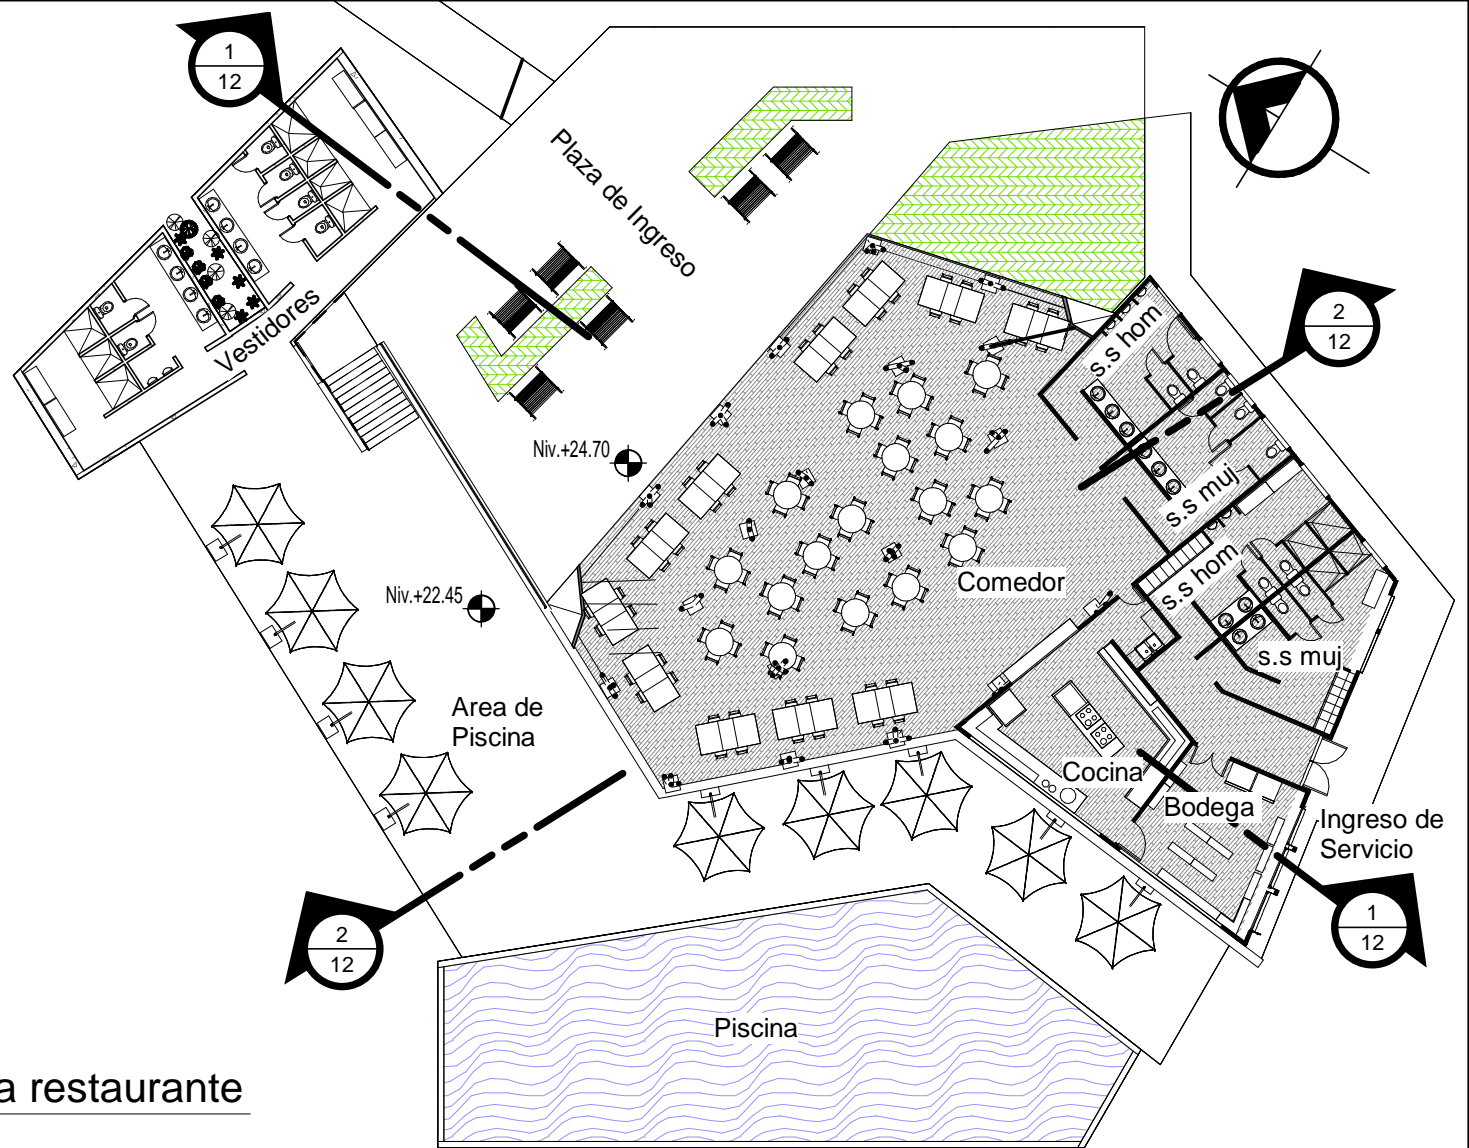 1
12
Plaza de Ingreso
Vestidores
s.s hom
2
12
Niv.+24.70
s.s muj
Comedor
s.s hom
Niv.+22.45
s.s muj
Area de
Piscina
Cocina
Bodega
Ingreso de
Servicio
2
12
1
12
Piscina
a restaurante